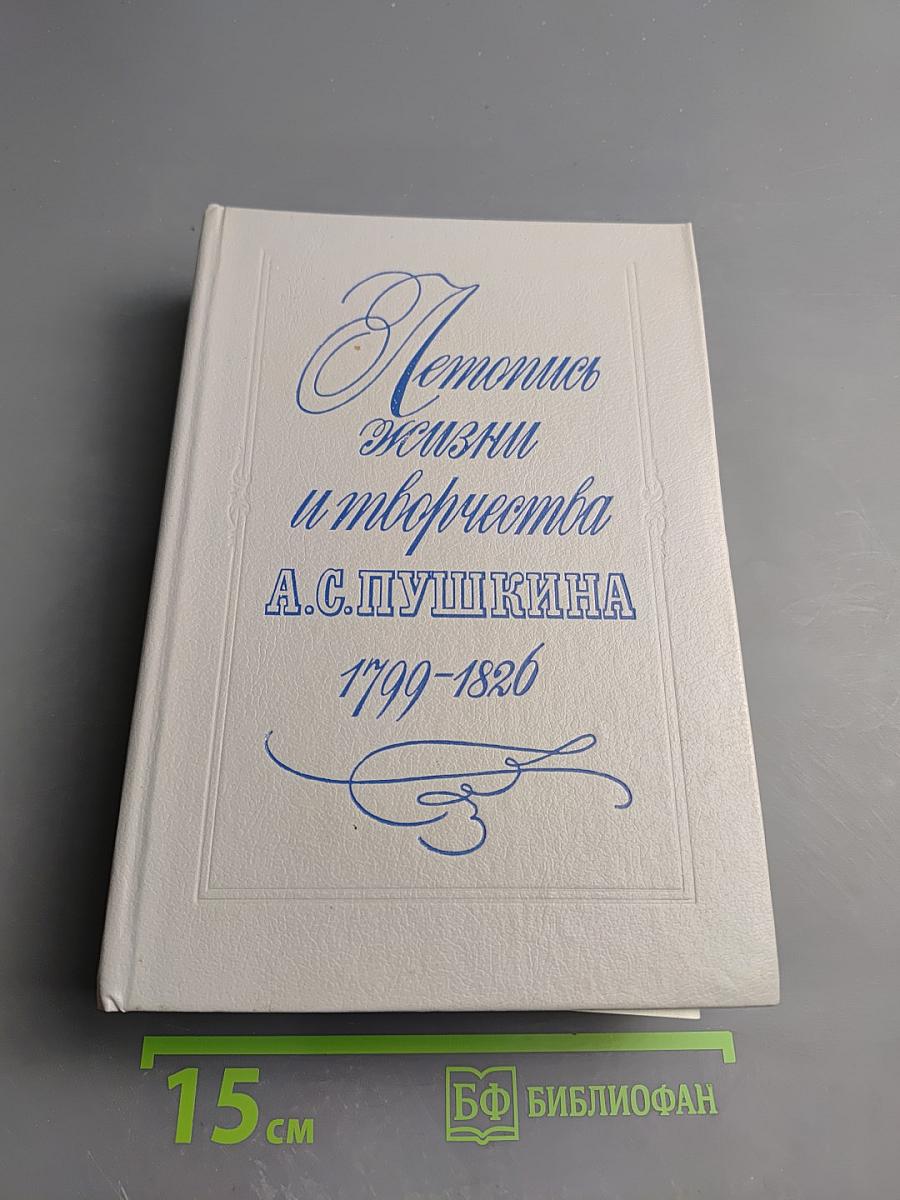 Летопись
жизни
и творчества
А.С.ПУШКИНА
1799-1826
15 см
БФ БИБЛИОФАН